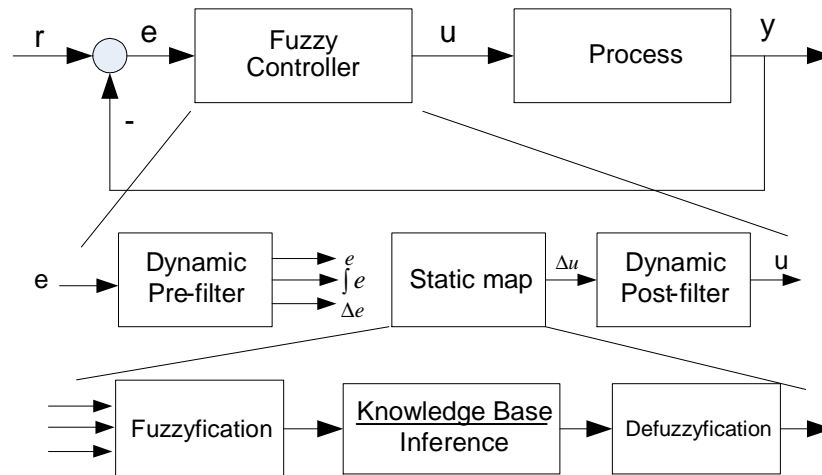 r
e
Fuzzy
Controller
u
Process
y
-
e
Dynamic
Pre-filter
e
∫e
Δe
Static map
Δu
Dynamic
Post-filter
u
Fuzzyfication
Knowledge Base
Inference
Defuzzyfication